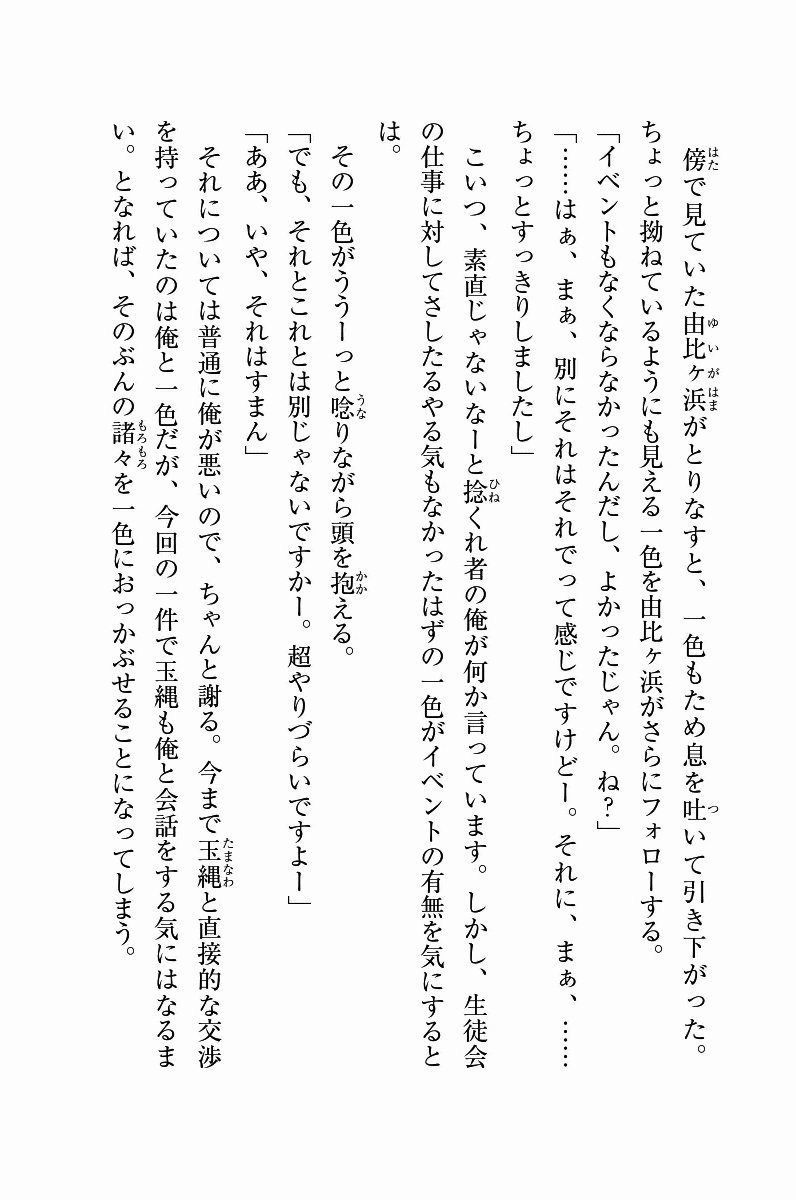 傍で見ていた由比ヶ浜がとりなすと、一色もため息を吐いて引き下がった。
ちょっと拗ねているようにも見える一色を由比ヶ浜がさらにフォローする。
「イベントもなくならなかったんだし、よかったじゃん。ね?」
「……はぁ、まぁ、別にそれはそれでって感じですけどー。それに、まぁ、……
ちょっとすっきりしましたし」
こいつ、素直じゃないなーと捻くれ者の俺が何か言っています。しかし、生徒会
の仕事に対してさしたるやる気もなかったはずの一色がイベントの有無を気にすると
は。
その一色がううーっと唸りながら頭を抱える。
「でも、それとこれとは別じゃないですかー。超やりづらいですよー」
「ああ、いや、それはすまん」
それについては普通に俺が悪いので、ちゃんと謝る。今まで玉縄と直接的な交渉
を持っていたのは俺と一色だが、今回の一件で玉縄も俺と会話をする気にはなるま
い。となれば、そのぶんの諸々を一色におっかぶせることになってしまう。